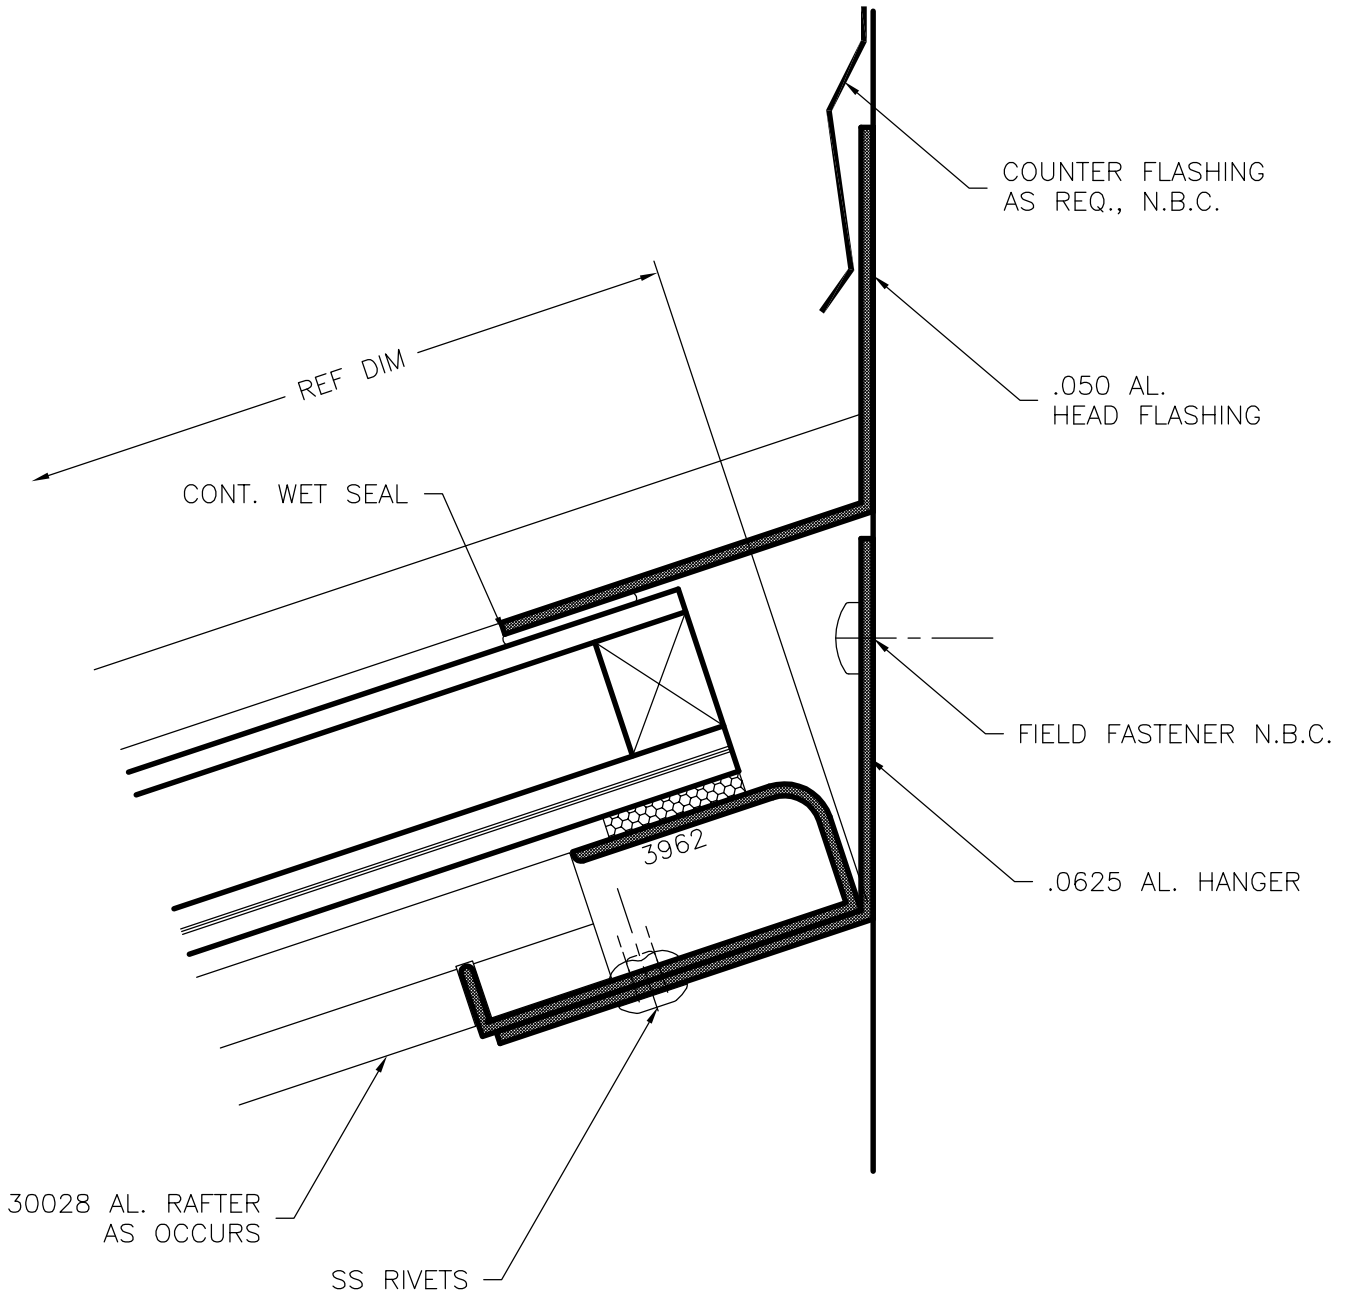 COUNTER FLASHING
AS REQ., N.B.C.
REF DIM
.050 AL.
HEAD FLASHING
CONT. WET SEAL
FIELD FASTENER N.B.C.
3962
.0625 AL. HANGER
30028 AL. RAFTER
AS OCCURS
SS RIVETS